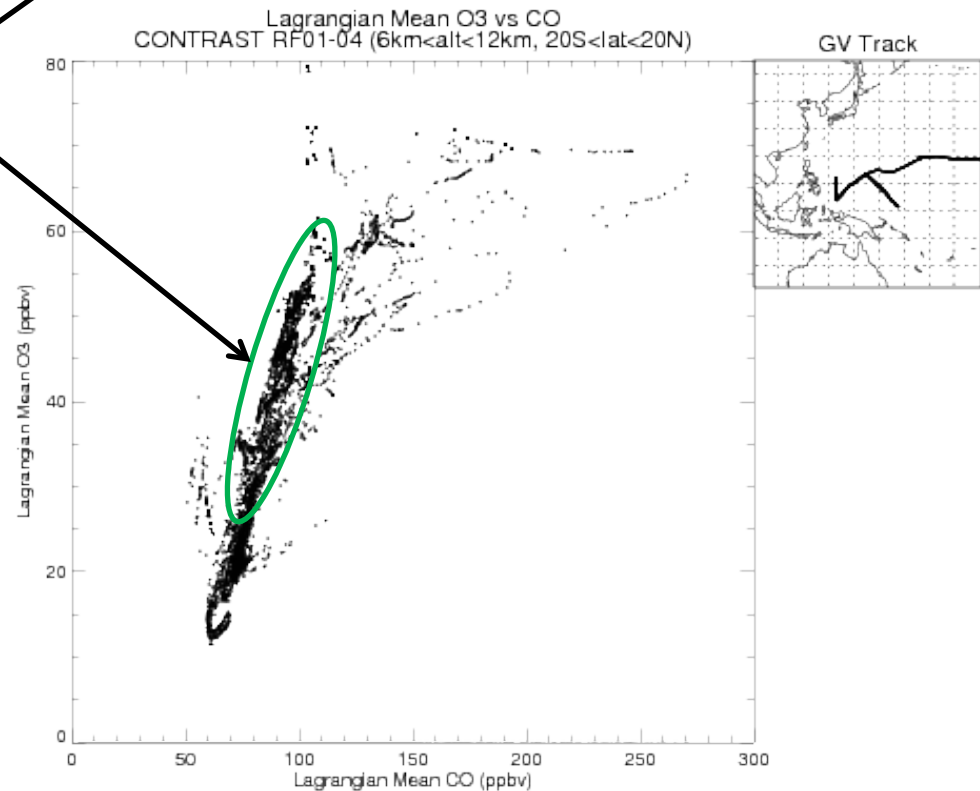 Lagrangian Mean O3 vs CO
CONTRAST RF01-04 (6km<alt<12km, 20S<lat<20N)
GV Track
80
60
40
20
0
Lagrangian Mean O3 (ppbv)
0 50 100 150 200 250 300
Lagrangian Mean CO (ppbv)